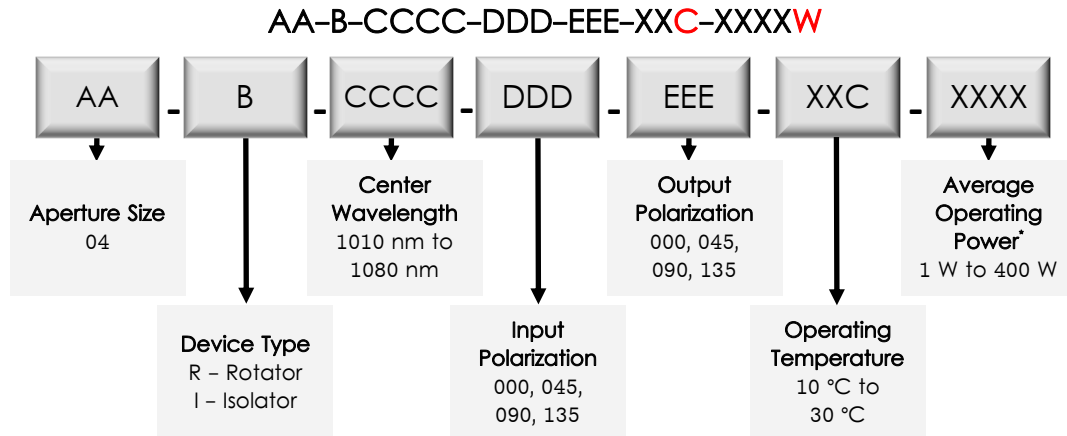 AA–B–CCCC–DDD–EEE–XXC–XXXXW
AA - B - CCCC - DDD - EEE - XXC - XXXX
Aperture Size
04
Device Type
R – Rotator
I – Isolator
Center
Wavelength
1010 nm to
1080 nm
Input
Polarization
000, 045,
090, 135
Output
Polarization
000, 045,
090, 135
Operating
Temperature
10 °C to
30 °C
Average
Operating
Power*
1 W to 400 W